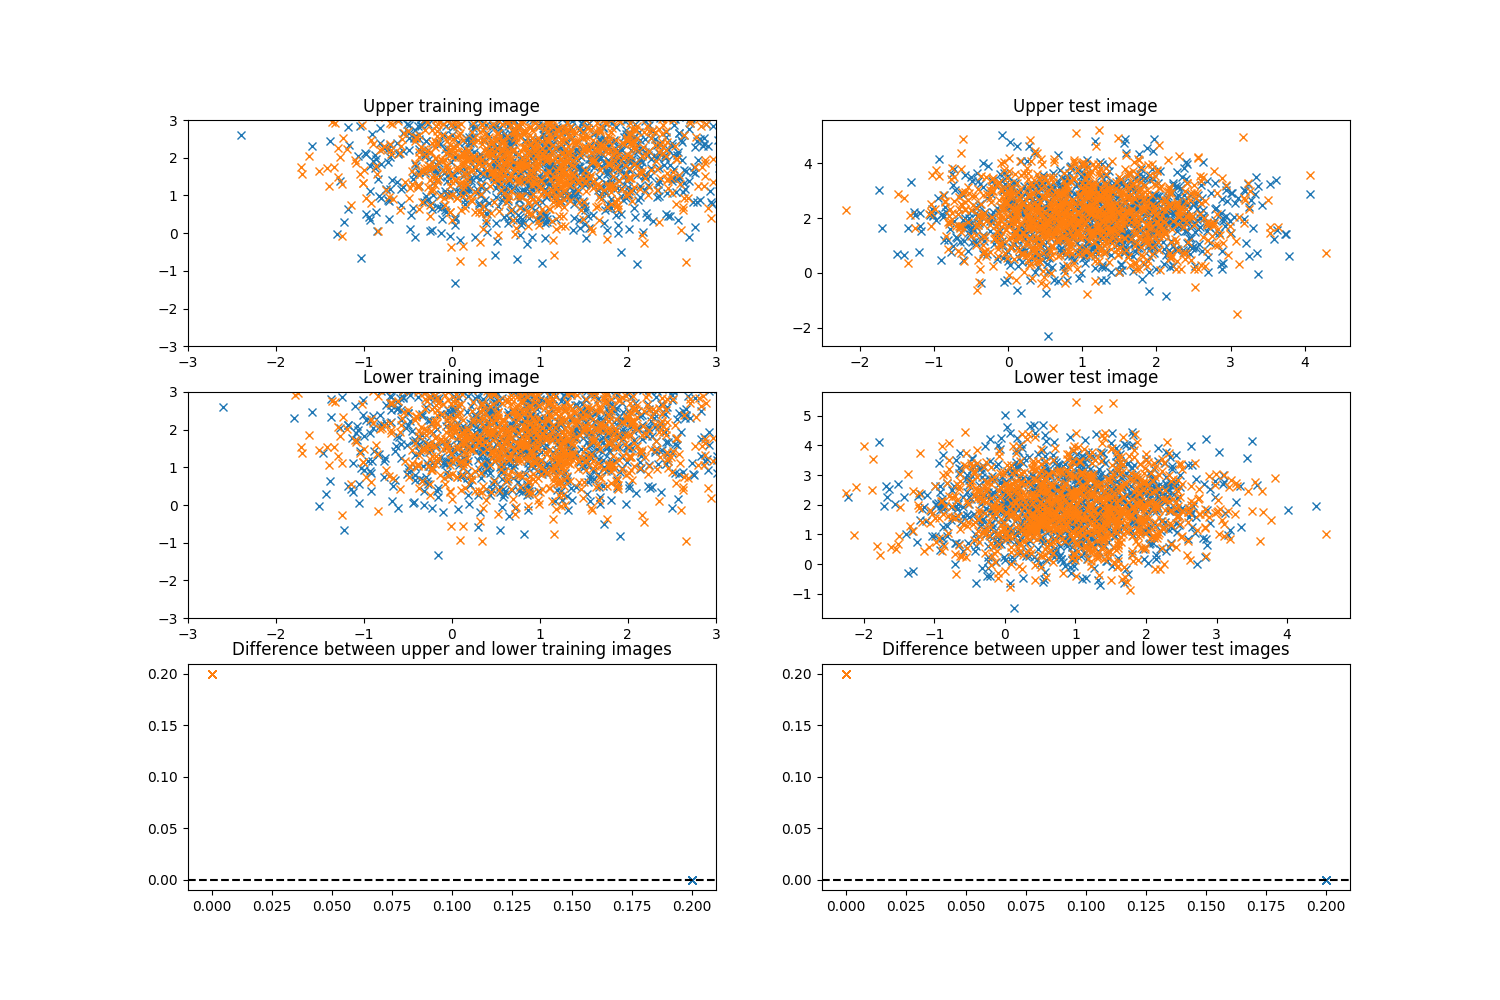 Upper training image
Upper test image
3
2
1
0
−1
−2
−3
−3 −2 −1 0 1 2 3
4
2
0
−2
−2 −1 0 1 2 3 4
Lower training image
Lower test image
3
2
1
0
−1
−2
−3
−3 −2 −1 0 1 2 3
5
4
3
2
1
0
−1
−2 −1 0 1 2 3 4
Difference between upper and lower training images
Difference between upper and lower test images
0.20
0.15
0.10
0.05
0.00
0.000 0.025 0.050 0.075 0.100 0.125 0.150 0.175 0.200
0.20
0.15
0.10
0.05
0.00
0.000 0.025 0.050 0.075 0.100 0.125 0.150 0.175 0.200